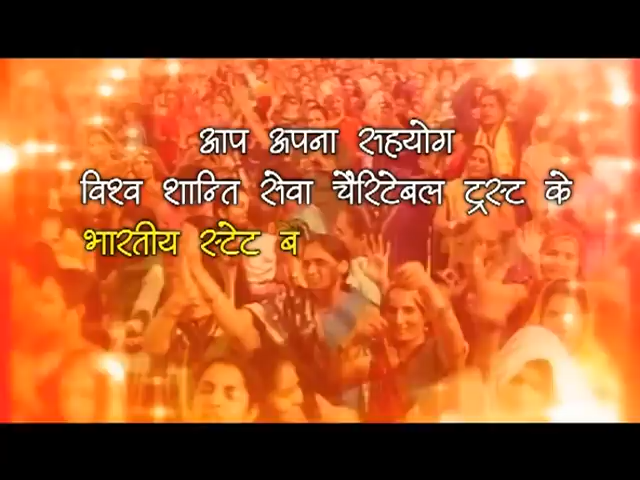 आप अपना सहयोग
विश्व शान्ति सेवा चैरिटेबल ट्रस्ट के
भारतीय स्टेट बे